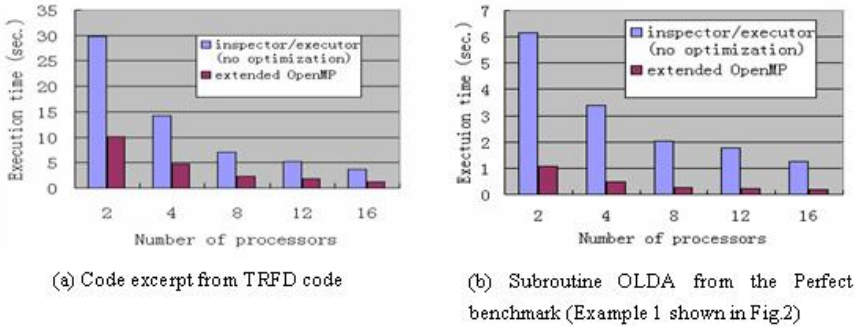 Execution time (sec.)
35
30
25
20
15
10
5
0
inspector/executor
(no optimization)
extended OpenMP
2 4 8 12 16
Number of processors
(a) Code excerpt from TRFD code
Exectuion time (sec.)
7
6
5
4
3
2
1
0
inspector/executor
(no optimization)
extended OpenMP
2 4 8 12 16
Number of processors
(b) Subroutine OLDA from the Perfect
benchmark (Example 1 shown in Fig.2)